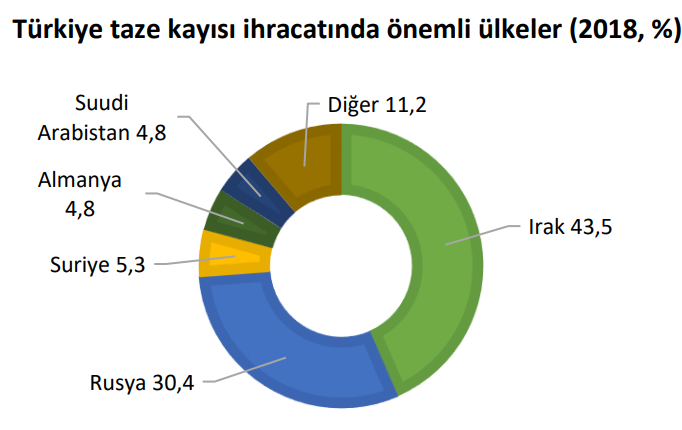 Türkiye taze kayısı ihracatında önemli ülkeler (2018, %)
Suudi
Arabistan 4,8
Diğer 11,2
Almanya
4,8
Irak 43,5
Suriye 5,3
Rusya 30,4